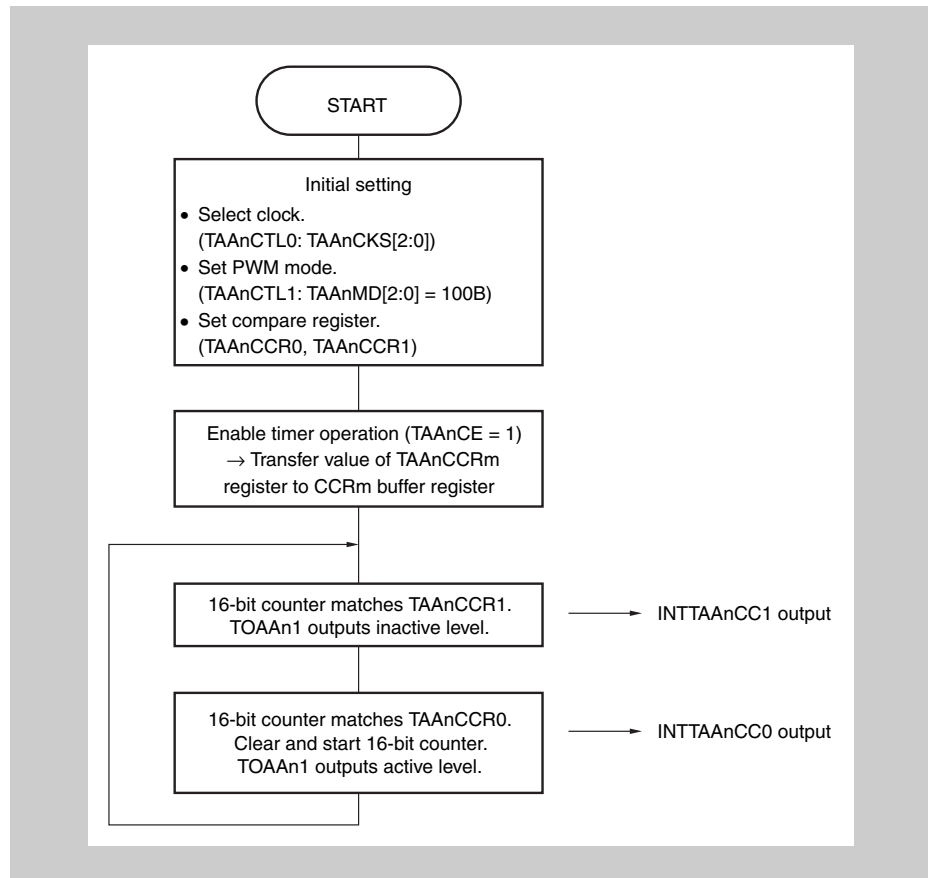 START
Initial setting
• Select clock.
(TAAnCTL0: TAAnCKS[2:0])
• Set PWM mode.
(TAAnCTL1: TAAnMD[2:0] = 100B)
• Set compare register.
(TAAnCCR0, TAAnCCR1)
Enable timer operation (TAAnCE = 1)
→ Transfer value of TAAnCCRm
register to CCRm buffer register
16-bit counter matches TAAnCCR1.
TOAAn1 outputs inactive level.
INTTAAnCC1 output
16-bit counter matches TAAnCCR0.
Clear and start 16-bit counter.
TOAAn1 outputs active level.
INTTAAnCC0 output